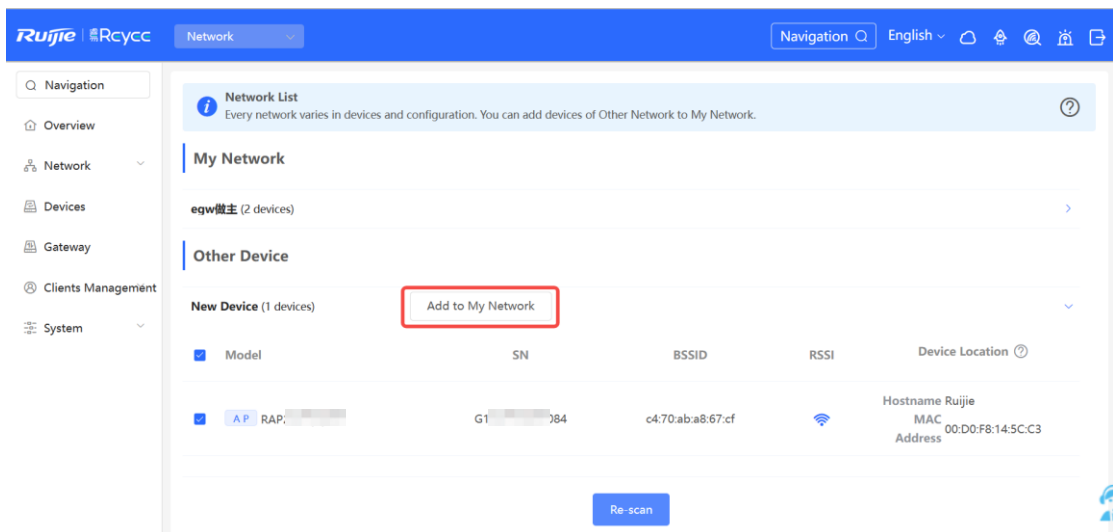 Ruijie Rcycc Network Navigation English
Navigation
Overview
Network
Devices
Gateway
Clients Management
System
Network List
Every network varies in devices and configuration. You can add devices of Other Network to My Network.
My Network
egw做主 (2 devices)
Other Device
New Device (1 devices) Add to My Network
Model SN BSSID RSSI Device Location
AP RAP G1 084 c4:70:ab:a8:67:cf Hostname Ruijie
MAC Address 00:D0:F8:14:5C:C3
Re-scan